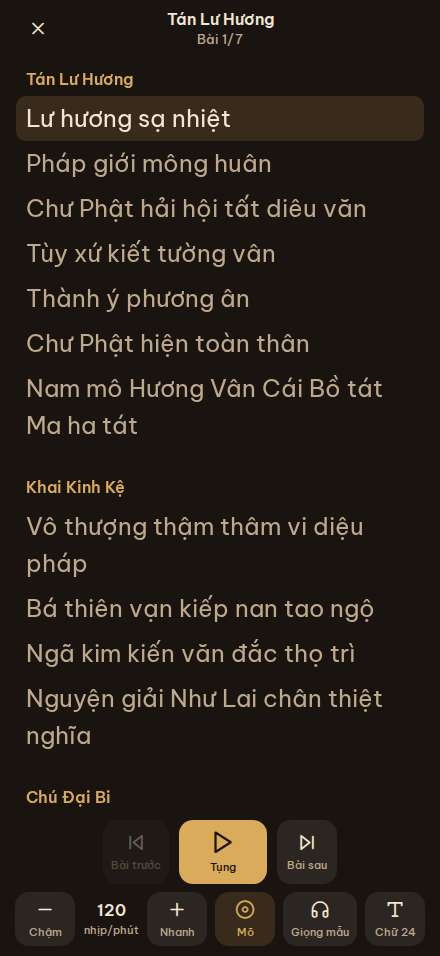 Tán Lư Hương
Bài 1/7
Tán Lư Hương
Lư hương sạ nhiệt
Pháp giới mông huân
Chư Phật hải hội tất diêu văn
Tùy xứ kiết tường vân
Thành ý phương ân
Chư Phật hiện toàn thân
Nam mô Hương Vân Cái Bồ tát
Ma ha tát
Khai Kinh Kệ
Vô thượng thậm thâm vi diệu
pháp
Bá thiên vạn kiếp nan tao ngộ
Ngã kim kiến văn đắc thọ trì
Nguyện giải Như Lai chân thiệt
nghĩa
Chú Đại Bi
Bài trước
Tụng
Bài sau
Chậm
120
nhịp/phút
Nhanh
Mõ
Giọng mẫu
Chữ 24